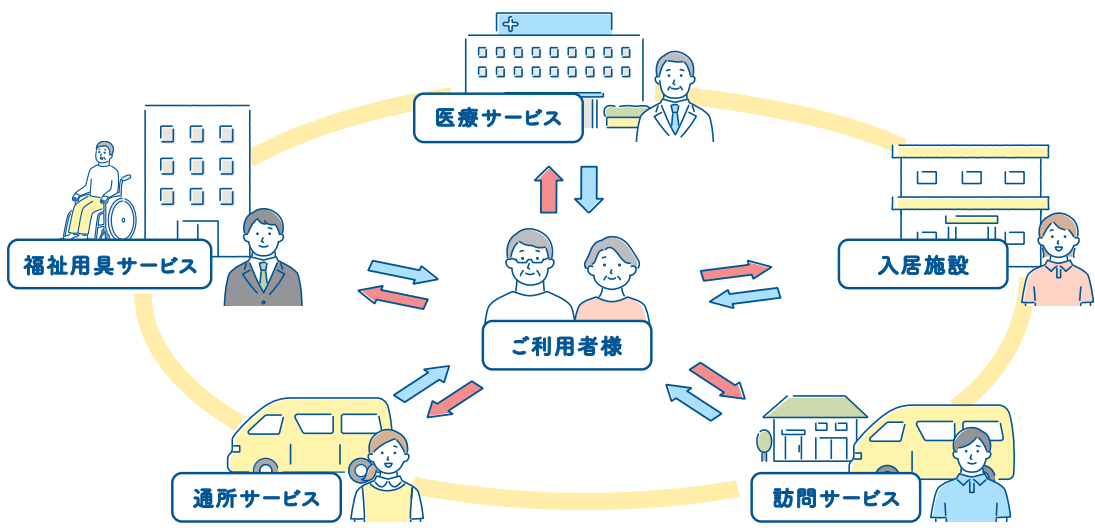 医療サービス
福祉用具サービス
入居施設
ご利用者様
通所サービス
訪問サービス